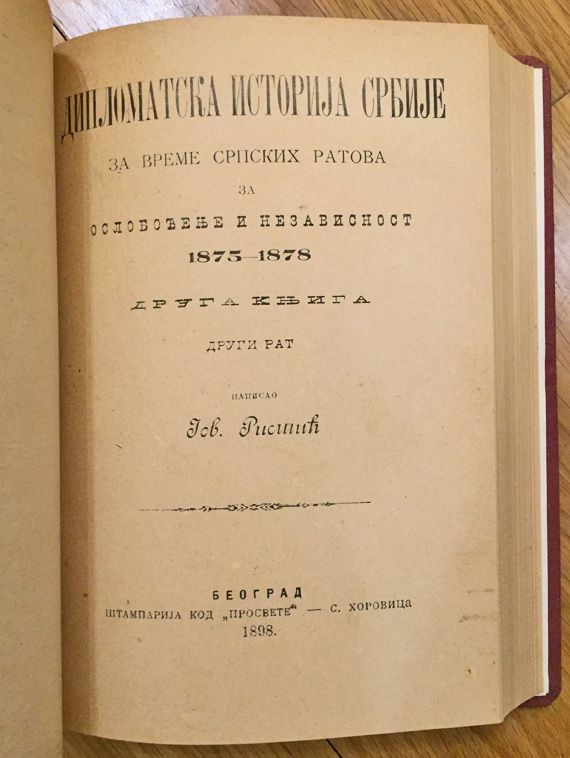 ДИПЛОМАТСКА ИСТОРИЈА СРБИЈЕ
ЗА ВРЕМЕ СРПСКИХ РАТОВА
ЗА
ОСЛОБОЂЕЊЕ И НЕЗАВИСНОСТ
1875—1878
ДРУГА КЊИГА
ДРУГИ РАТ
НАПИСАО
Јов. Ристић
БЕОГРАД
ШТАМПАРИЈА КОД „ПРОСВЕТЕ“ — С. ХОРОВИЦА
1898.